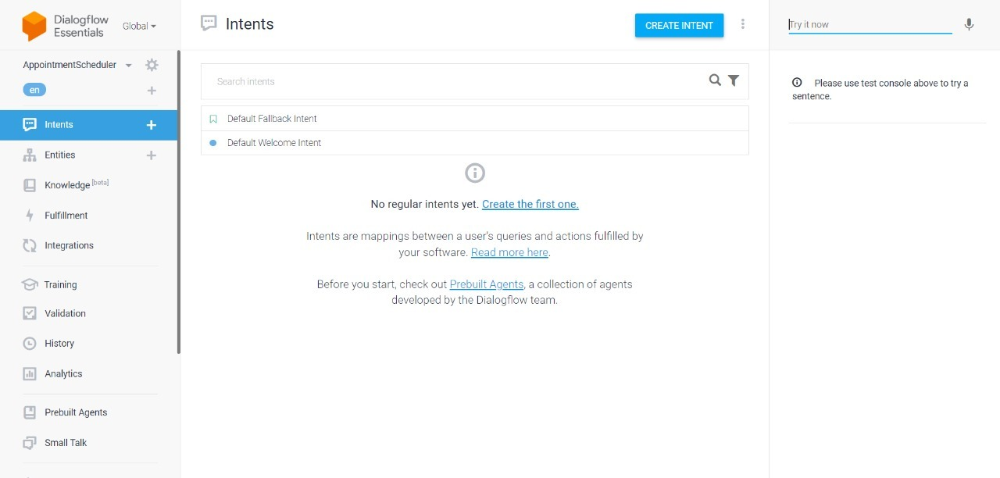 Dialogflow
Essentials
Global
AppointmentScheduler
en
Intents
Entities
Knowledge [beta]
Fulfillment
Integrations
Training
Validation
History
Analytics
Prebuilt Agents
Small Talk
Intents
CREATE INTENT
Search intents
Default Fallback Intent
Default Welcome Intent
No regular intents yet. Create the first one.
Intents are mappings between a user's queries and actions fulfilled by
your software. Read more here.
Before you start, check out Prebuilt Agents, a collection of agents
developed by the Dialogflow team.
Try it now
Please use test console above to try a
sentence.